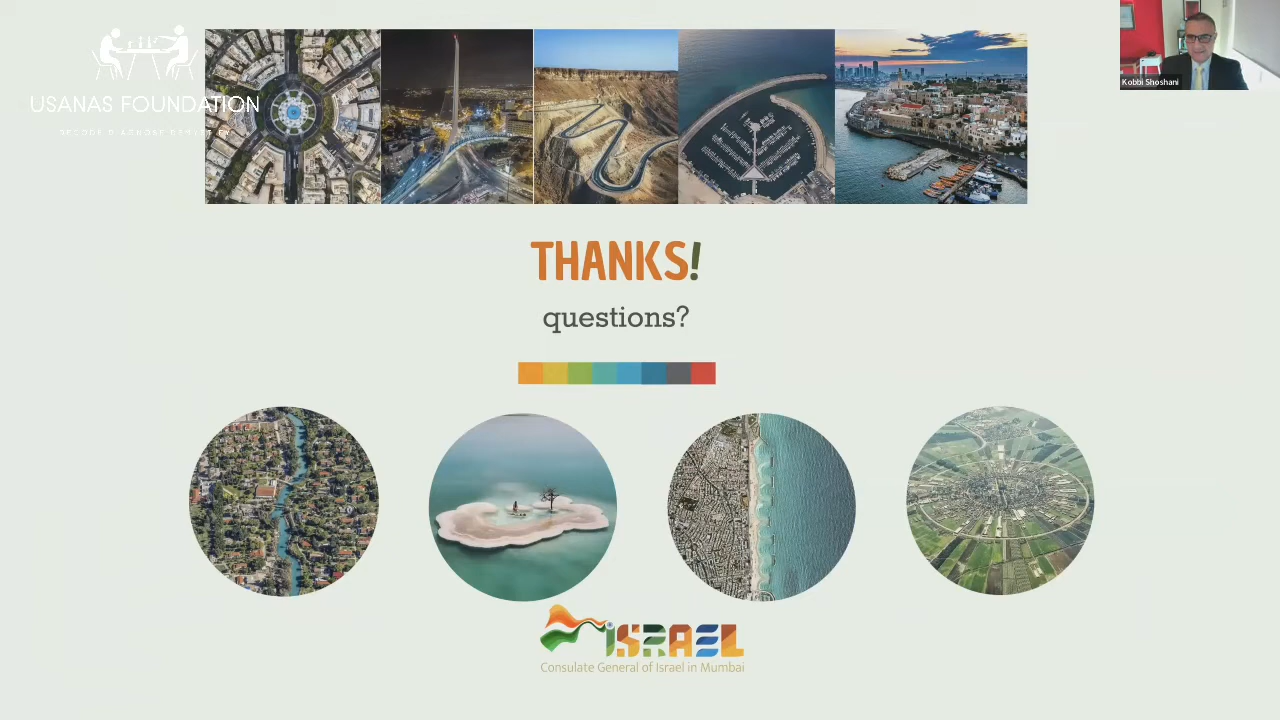 USANAS FOUNDATION
Kobbi Shoshani
THANKS!
questions?
ISRAEL
Consulate General of Israel in Mumbai